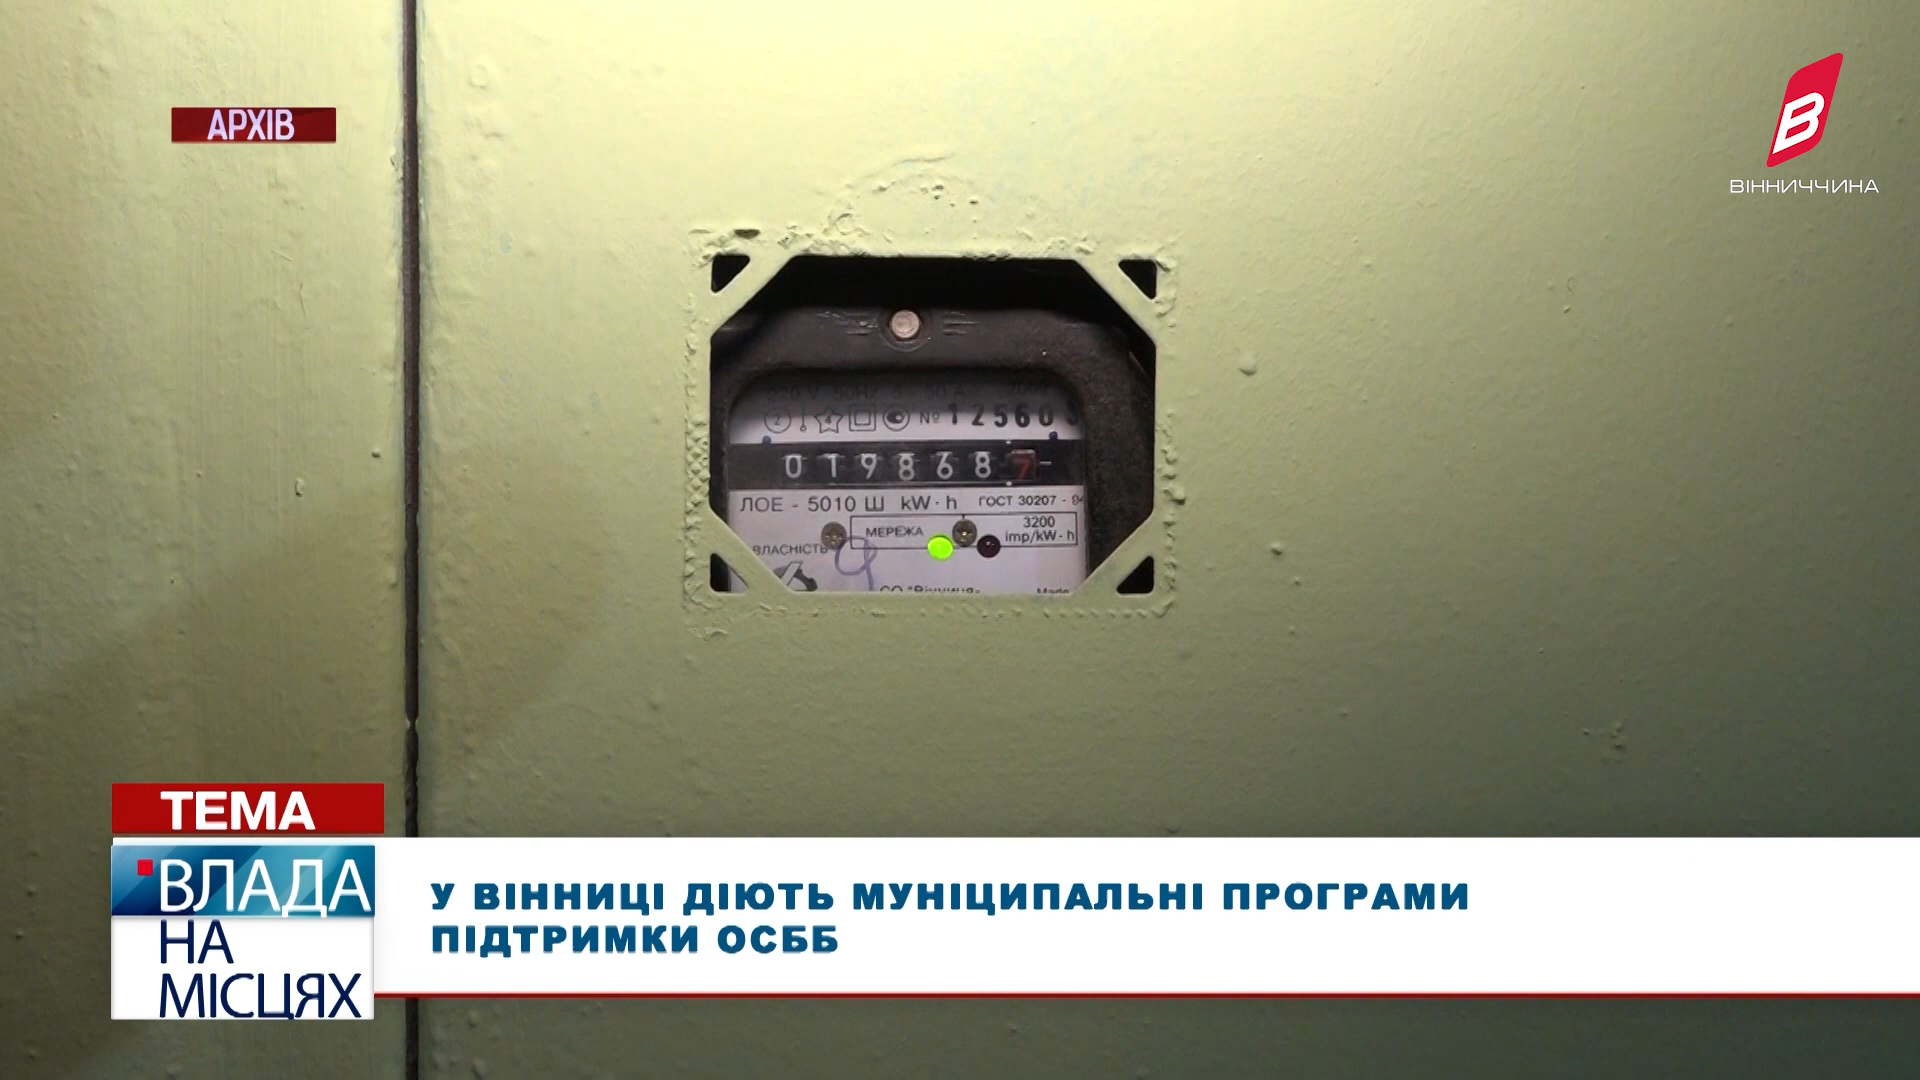 АРХІВ
ВІННИЧЧИНА
№ 12560
019868 7
ЛОЕ - 5010 Ш kW·h ГОСТ 30207 -
МЕРЕЖА
3200
imp/kW·h
ВЛАСНІСТЬ
ТЕМА
ВЛАДА
НА
МІСЦЯХ
У ВІННИЦІ ДІЮТЬ МУНІЦИПАЛЬНІ ПРОГРАМИ
ПІДТРИМКИ ОСББ